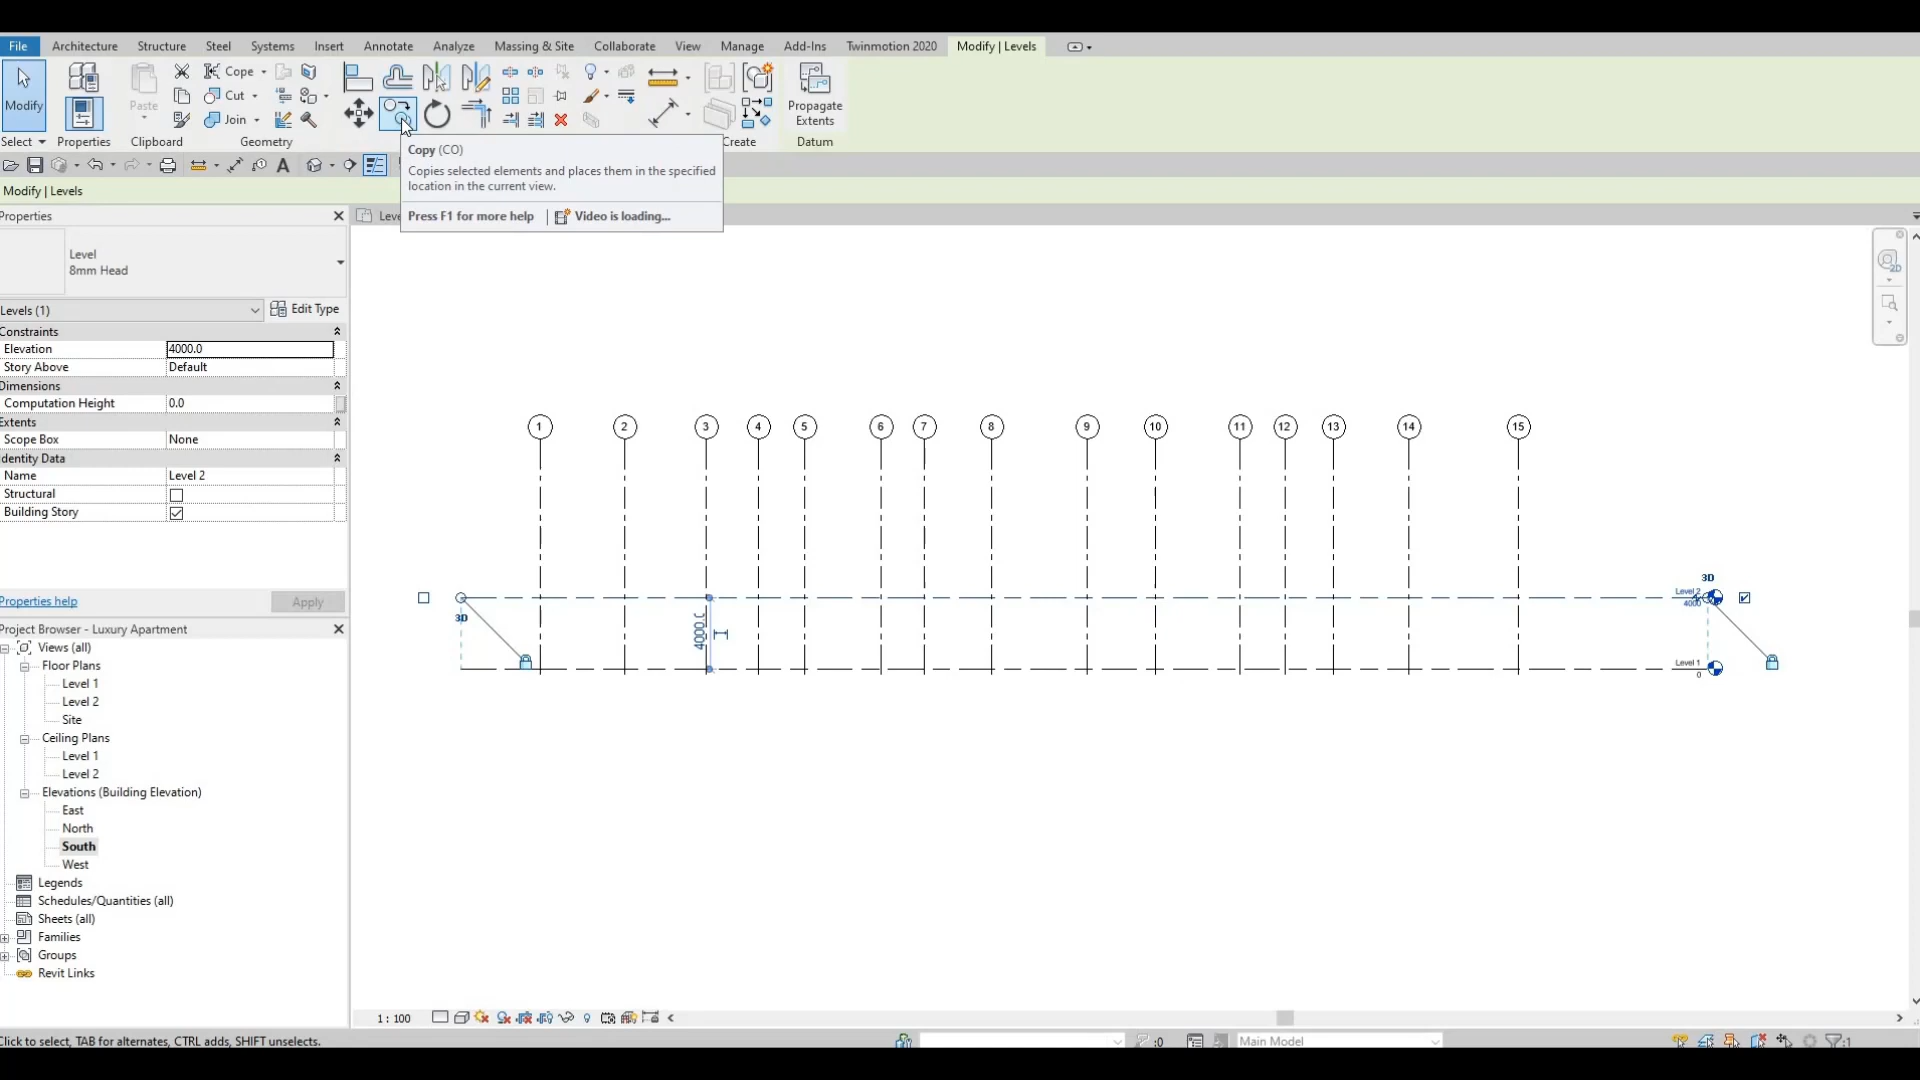 File Architecture Structure Steel Systems Insert Annotate Analyze Massing & Site Collaborate View Manage Add-Ins Twinmotion 2020 Modify | Levels
Modify
Paste
Cope
Cut
Join
Propagate
Extents
Select Properties Clipboard Geometry Create Datum
Copy (CO)
Copies selected elements and places them in the specified
location in the current view.
Press F1 for more help Video is loading...
Modify | Levels
Properties
Level
8mm Head
Levels (1) Edit Type
Constraints
Elevation 4000.0
Story Above Default
Dimensions
Computation Height 0.0
Extents
Scope Box None
Identity Data
Name Level 2
Structural
Building Story
Properties help Apply
Project Browser - Luxury Apartment
Views (all)
Floor Plans
Level 1
Level 2
Site
Ceiling Plans
Level 1
Level 2
Elevations (Building Elevation)
East
North
South
West
Legends
Schedules/Quantities (all)
Sheets (all)
Families
Groups
Revit Links
1 2 3 4 5 6 7 8 9 10 11 12 13 14 15
3D
Level 2
4000
3D
4000.0
Level 1
0
2D
1 : 100
Click to select, TAB for alternates, CTRL adds, SHIFT unselects.
:0
Main Model
:1